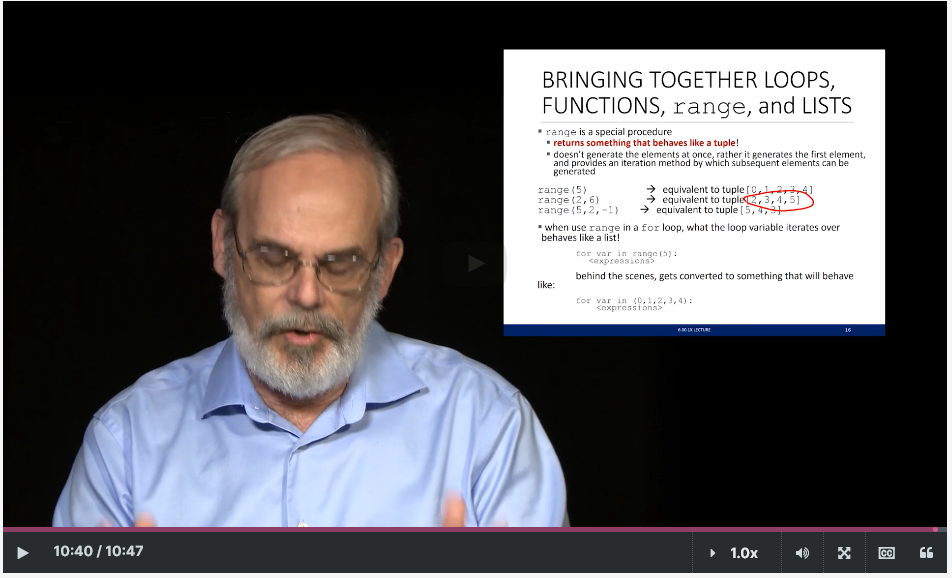 BRINGING TOGETHER LOOPS,
FUNCTIONS, range, and LISTS
▪ range is a special procedure
▪ returns something that behaves like a tuple!
▪ doesn't generate the elements at once, rather it generates the first element,
and provides an iteration method by which subsequent elements can be
generated
range(5) → equivalent to tuple [0,1,2,3,4]
range(2,6) → equivalent to tuple [2,3,4,5]
range(5,2,-1) → equivalent to tuple [5,4,3]
▪ when use range in a for loop, what the loop variable iterates over
behaves like a list!
for var in range(5):
<expressions>
behind the scenes, gets converted to something that will behave
like:
for var in (0,1,2,3,4):
<expressions>
6.00.1X LECTURE 16
10:40 / 10:47 1.0x CC